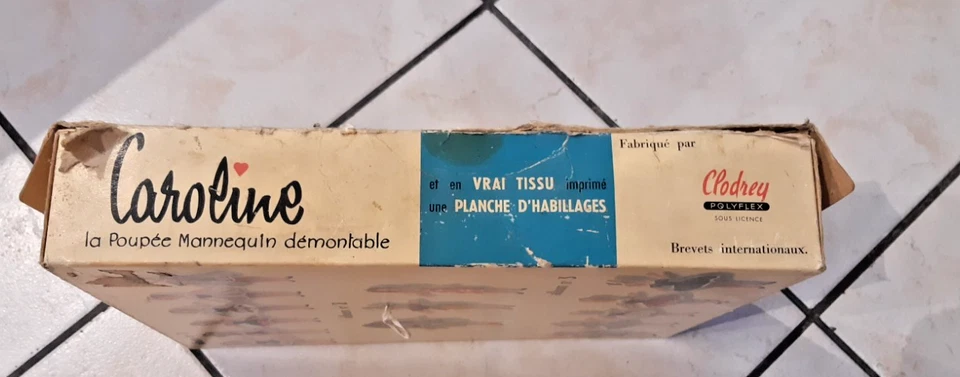 Caroline
la Poupée Mannequin démontable
et en VRAI TISSU imprimé
une PLANCHE D'HABILLAGES
Fabriqué par
Clodrey
POLYFLEX
SOUS LICENCE
Brevets internationaux.